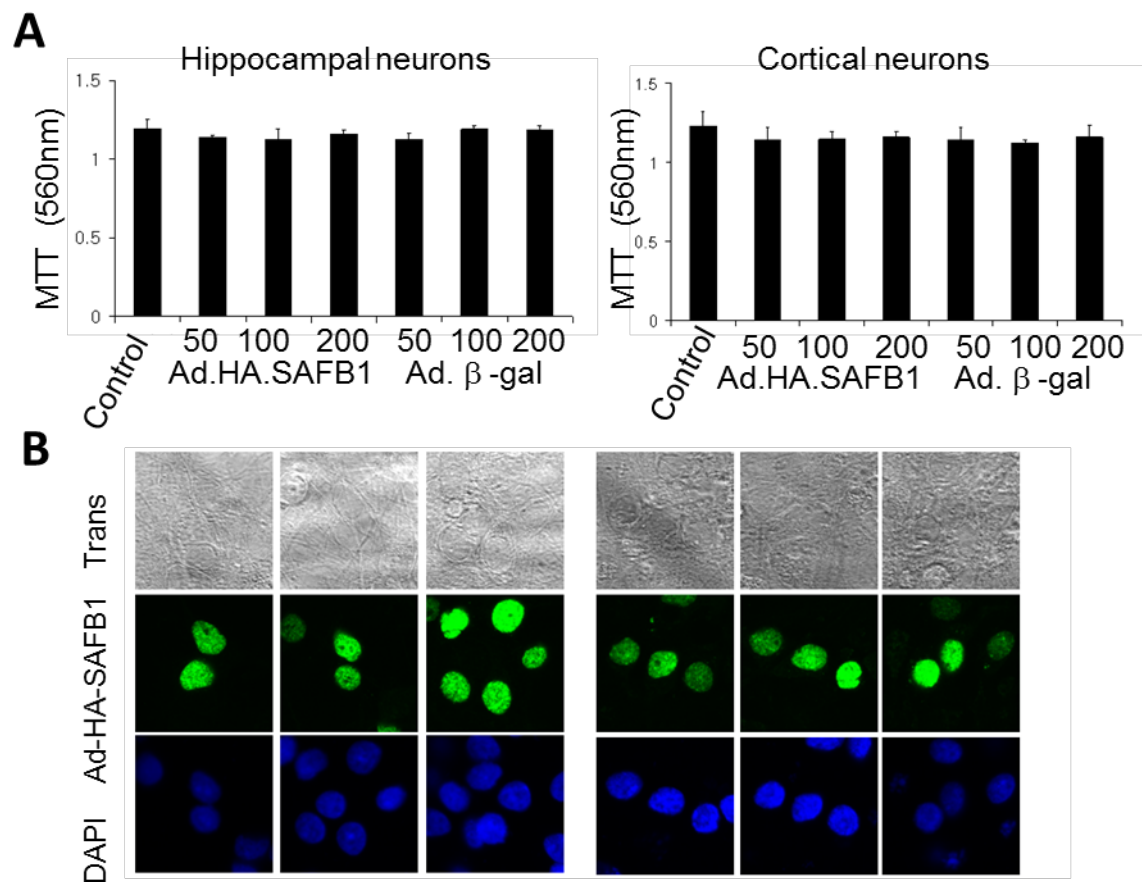 A
Hippocampal neurons
MTT (560nm)
1.5
1
0.5
0
Control
50 100 200 50 100 200
Ad.HA.SAFB1 Ad. β -gal
Cortical neurons
MTT (560nm)
1.5
1
0.5
0
Control
50 100 200 50 100 200
Ad.HA.SAFB1 Ad. β -gal
B
Trans
Ad-HA-SAFB1
DAPI